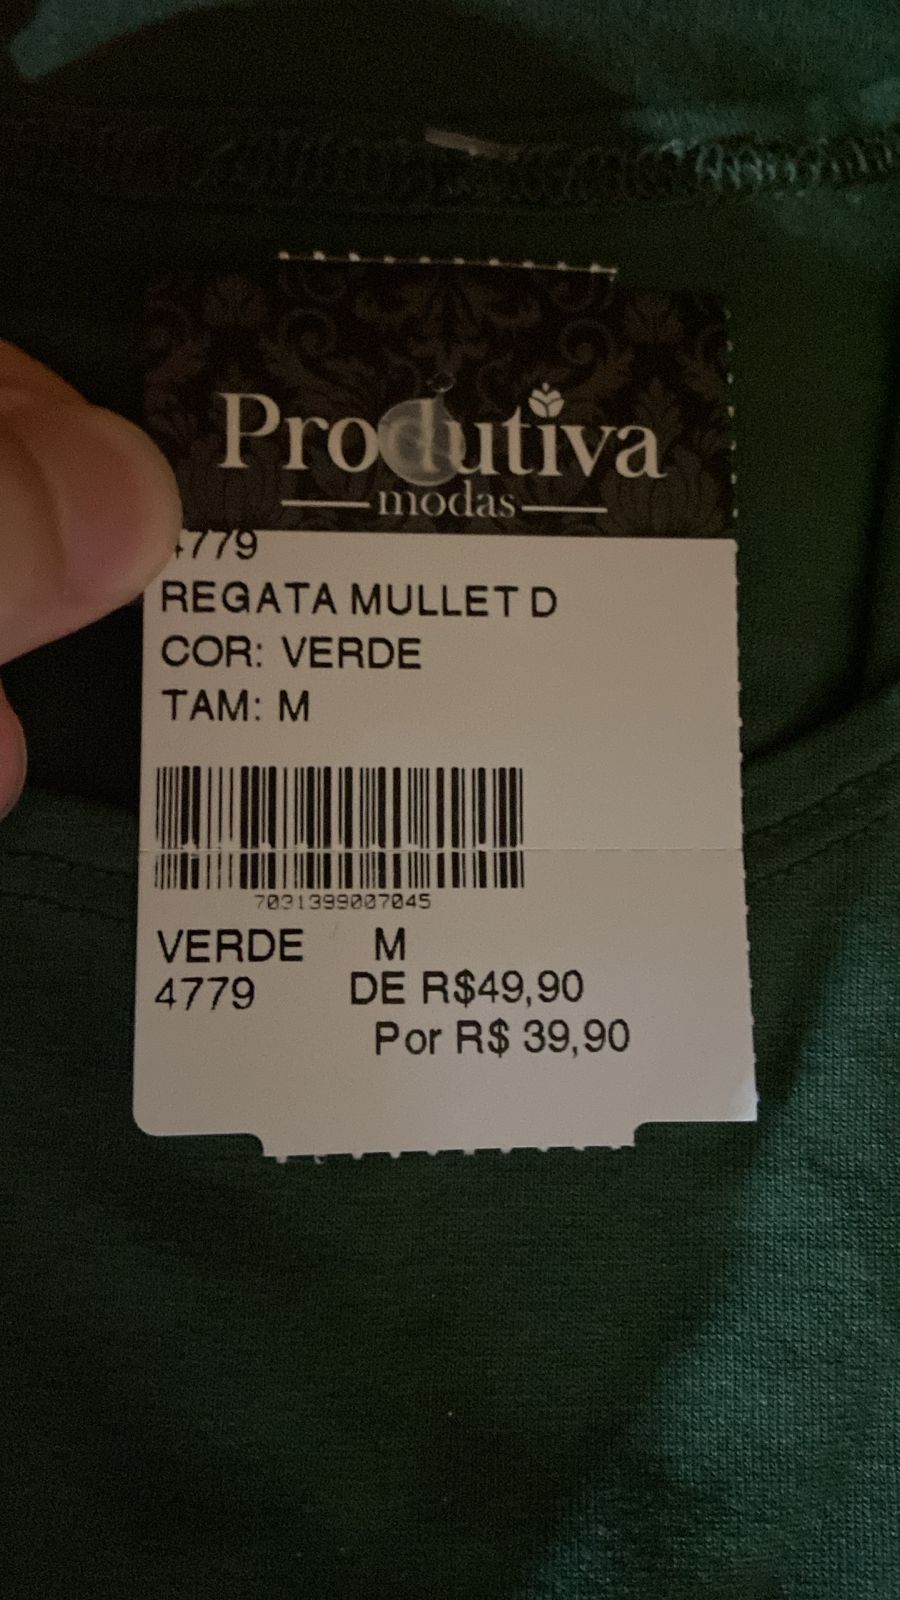 Produtiva
modas
4779
REGATA MULLET D
COR: VERDE
TAM: M
7031399007045
VERDE M
4779 DE R$49,90
Por R$ 39,90